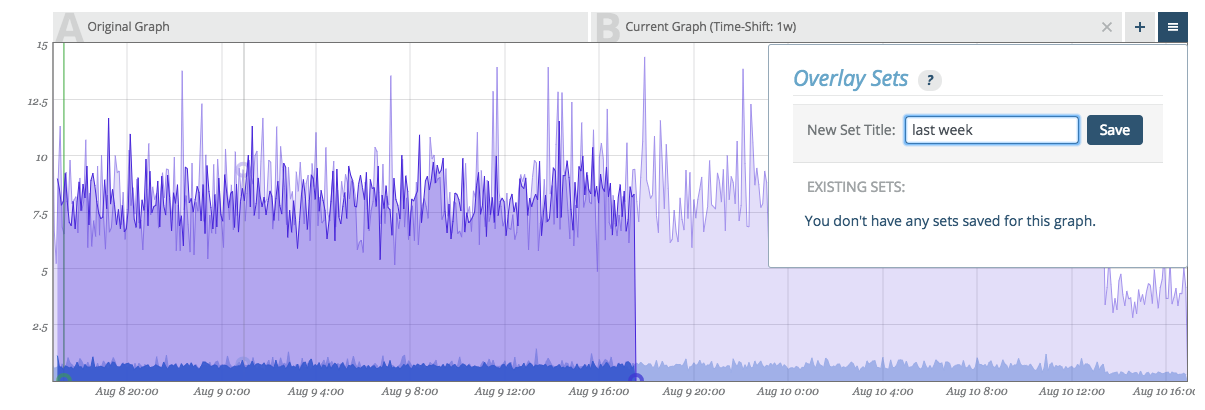 A Original Graph
B Current Graph (Time-Shift: 1w) × + ≡
15
12.5
10
7.5
5
2.5
Overlay Sets ?
New Set Title: last week Save
EXISTING SETS:
You don't have any sets saved for this graph.
Aug 8 20:00 Aug 9 0:00 Aug 9 4:00 Aug 9 8:00 Aug 9 12:00 Aug 9 16:00 Aug 9 20:00 Aug 10 0:00 Aug 10 4:00 Aug 10 8:00 Aug 10 12:00 Aug 10 16:00